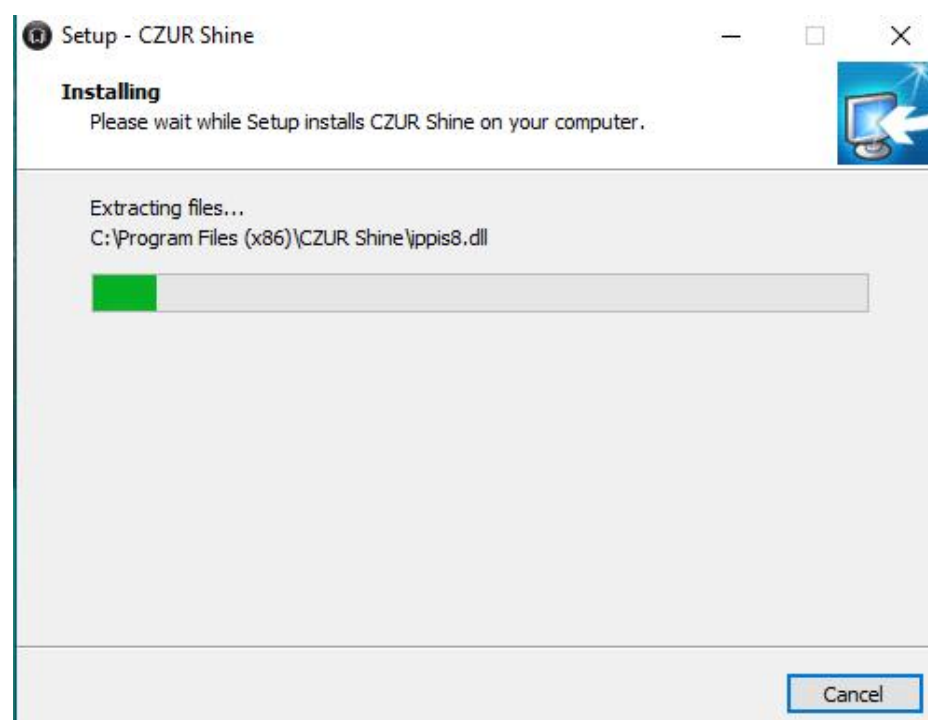 Setup - CZUR Shine
Installing
Please wait while Setup installs CZUR Shine on your computer.
Extracting files...
C:\Program Files (x86)\CZUR Shine\ippis8.dll
Cancel